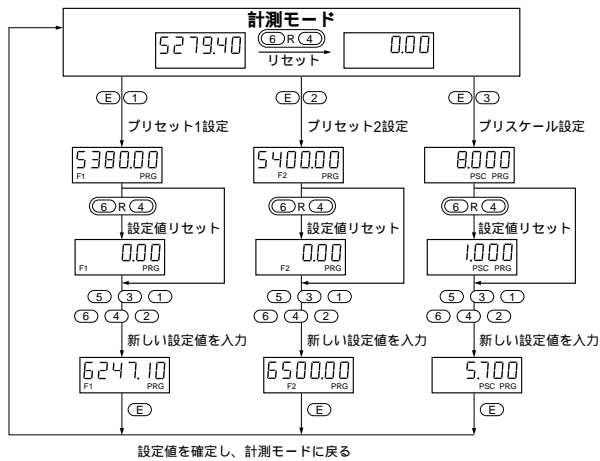 計測モード
5279.40 6 R 4 0.00
リセット
E 1 E 2 E 3
プリセット1設定 プリセット2設定 プリスケール設定
5380.00 5400.00 8.000
F1 PRG F2 PRG PSC PRG
6 R 4 6 R 4 6 R 4
設定値リセット 設定値リセット 設定値リセット
0.00 0.00 1.000
F1 PRG F2 PRG PSC PRG
5 3 1 5 3 1 5 3 1
6 4 2 6 4 2 6 4 2
新しい設定値を入力 新しい設定値を入力 新しい設定値を入力
6247.10 6500.00 5.700
F1 PRG F2 PRG PSC PRG
E E E
設定値を確定し、計測モードに戻る